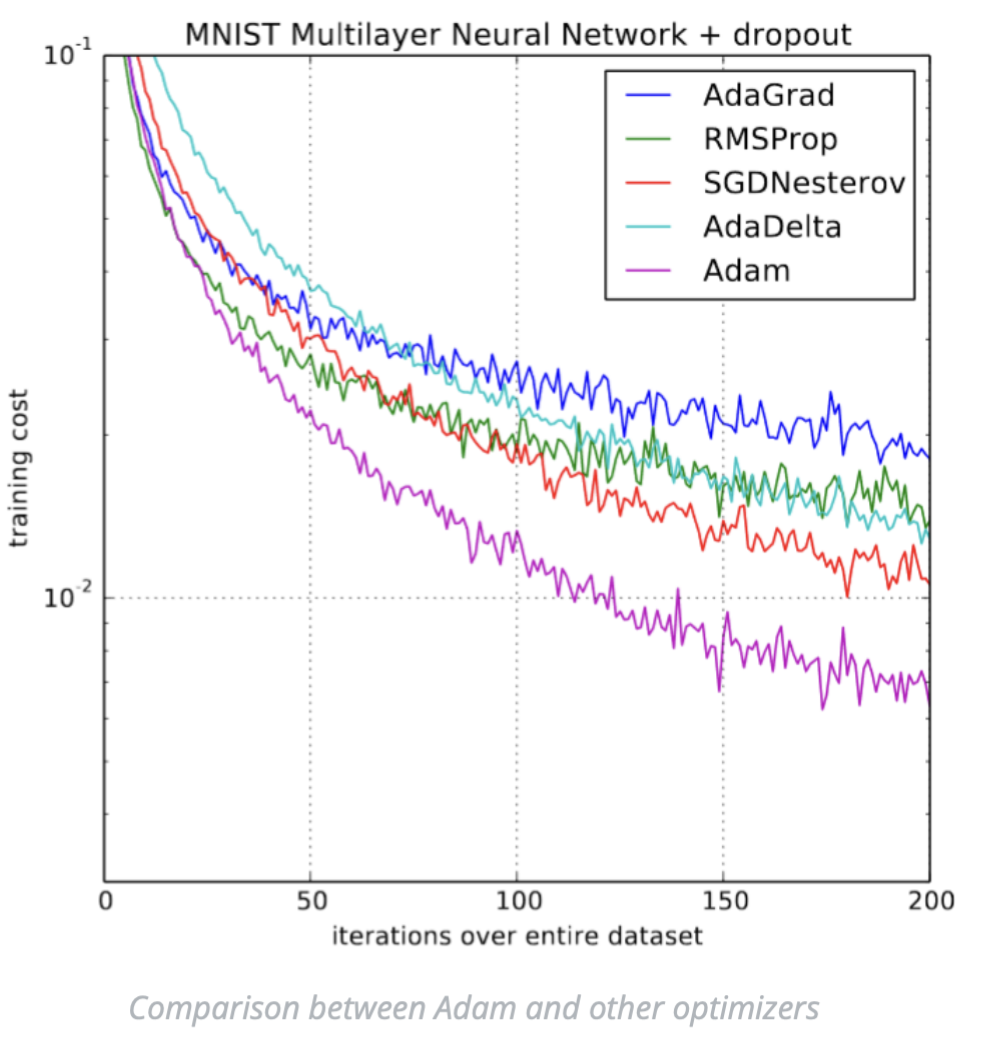 MNIST Multilayer Neural Network + dropout
10^-1
AdaGrad
RMSProp
SGDNesterov
AdaDelta
Adam
training cost
10^-2
0 50 100 150 200
iterations over entire dataset
Comparison between Adam and other optimizers